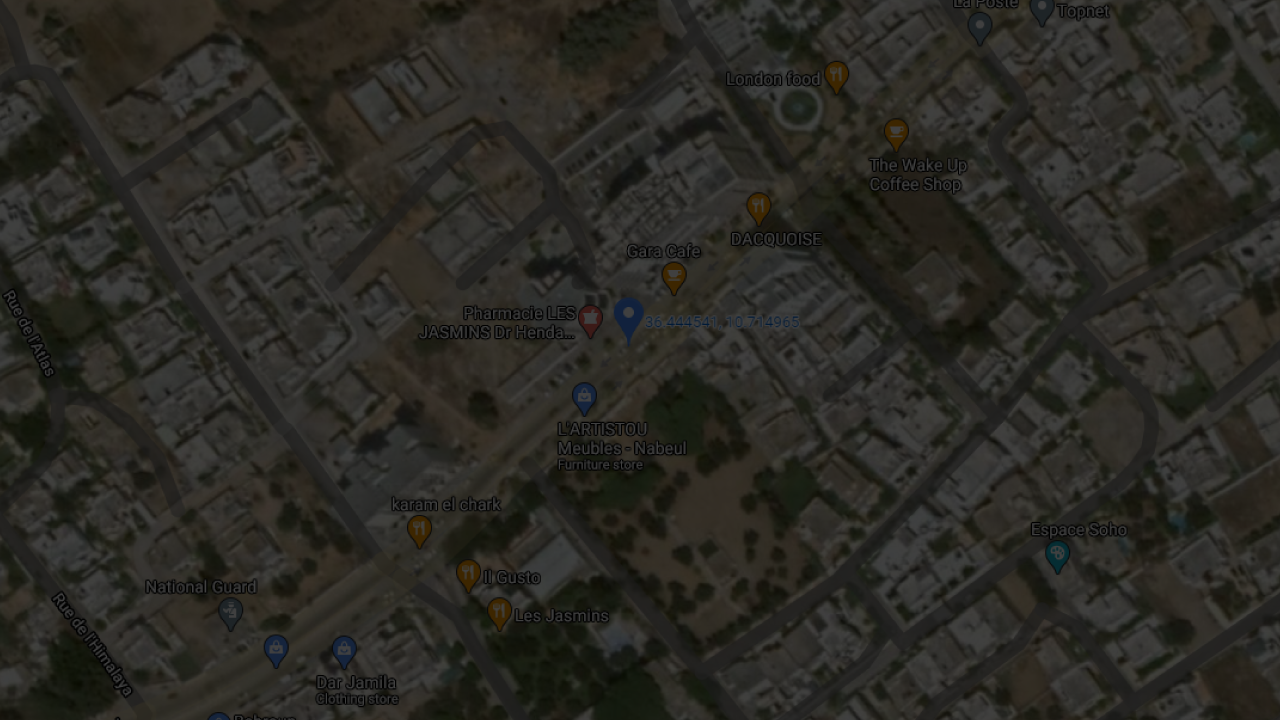 La Poste
Topnet
London food
The Wake Up
Coffee Shop
DACQUOISE
Gara Cafe
Pharmacie LES
JASMINS Dr Henda...
36.444541, 10.714965
Rue de l'Atlas
L'ARTISTOU
Meubles - Nabeul
Furniture store
karam el chark
Espace Soho
Il Gusto
National Guard
Les Jasmins
Rue de l'Himalaya
Dar Jamila
Clothing store